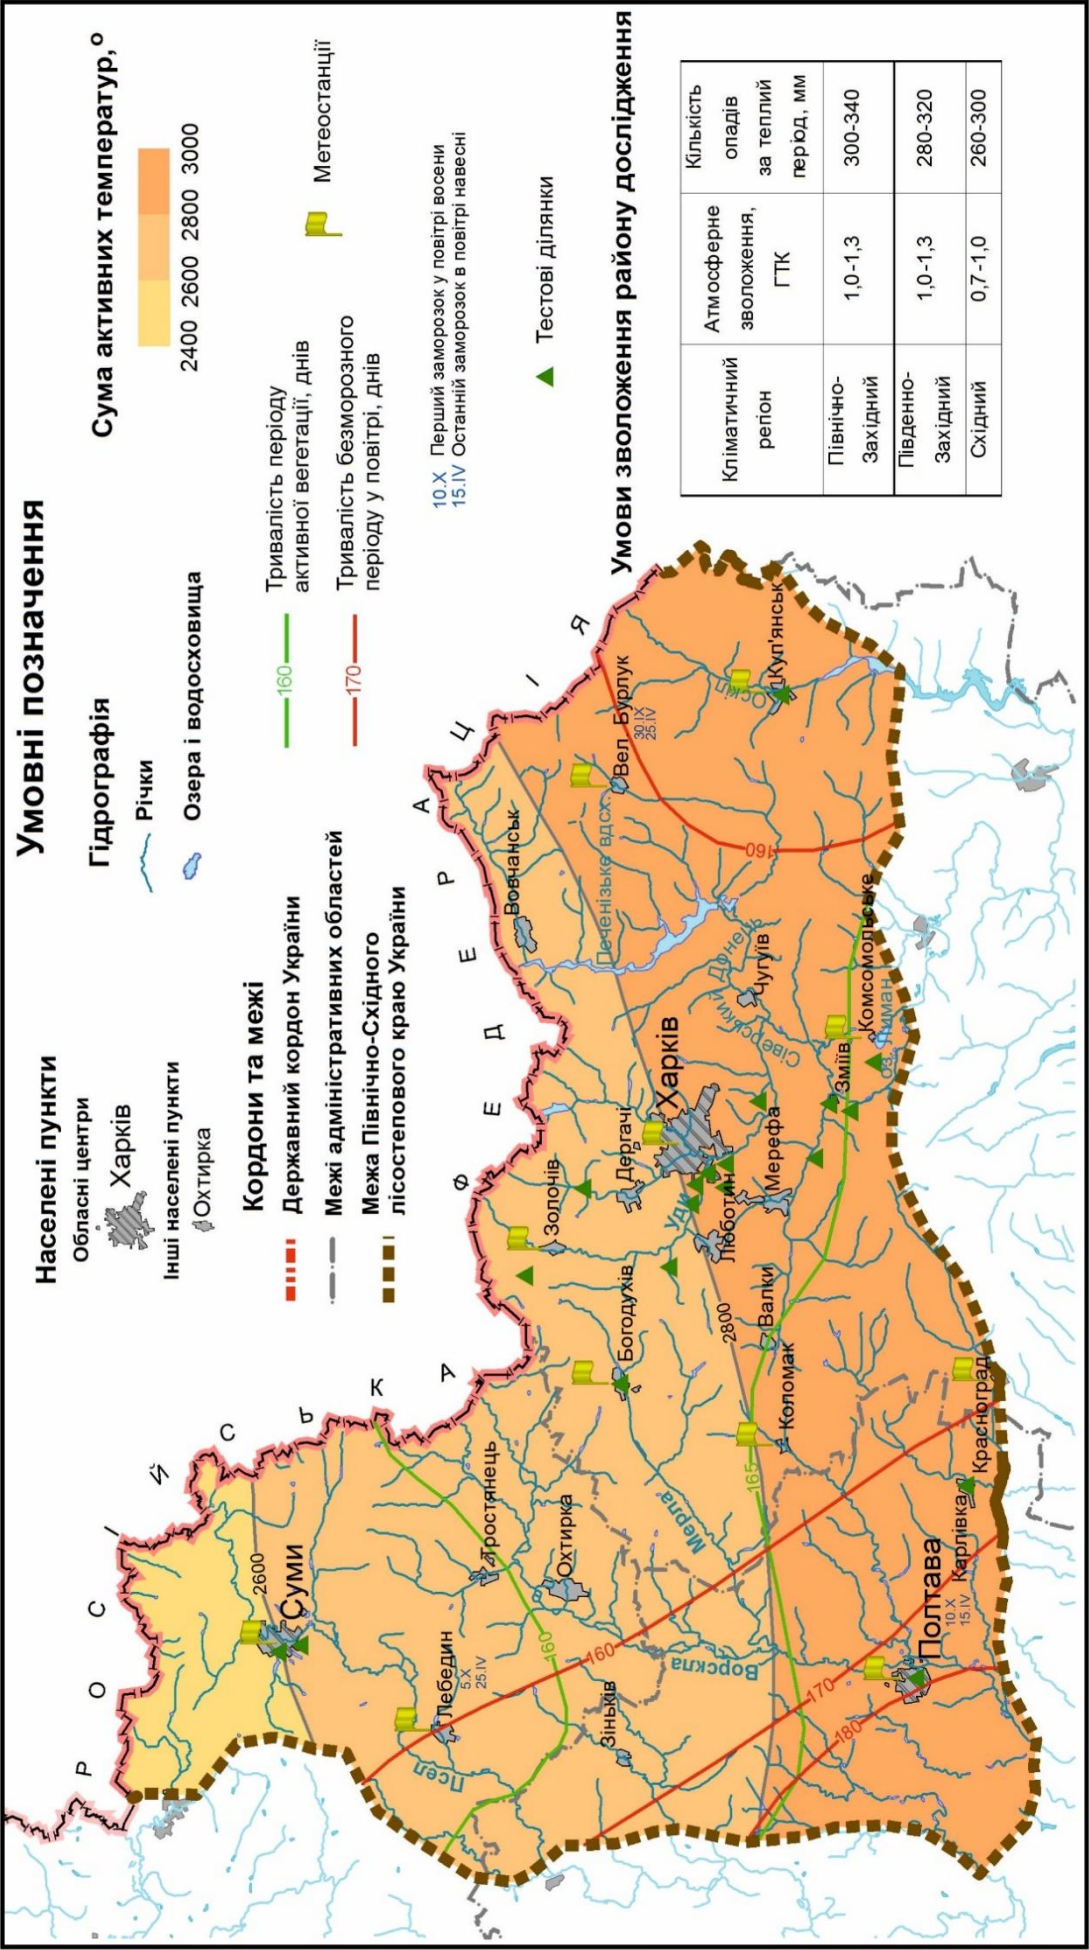 Умовні позначення
Населені пункти
Обласні центри
Харків
Інші населені пункти
Охтирка
Кордони та межі
Державний кордон України
Межі адміністративних областей
Межа Північно-Східного
лісостепового краю України
Гідрографія
Річки
Озера і водосховища
160
Тривалість періоду
активної вегетації, днів
170
Тривалість безморозного
періоду у повітрі, днів
Сума активних температур,º
2400 2600 2800 3000
Метеостанції
10.X Перший заморозок у повітрі восени
15.IV Останній заморозок в повітрі навесні
Тестові ділянки
Умови зволоження району дослідження
Кліматичний
регіон
Атмосферне
зволоження,
ГТК
Кількість
опадів
за теплий
період, мм
Північно-
Західний
1,0-1,3
300-340
Південно-
Західний
1,0-1,3
280-320
Східний
0,7-1,0
260-300
Р О С І Й С Ь К А
Ф Е Д Е Р А Ц І Я
2600
Суми
Лебедин
5.X
25.IV
Псел
Тростянець
Охтирка
160
160
Зіньків
Ворскла
Мерла
Богодухів
Золочів
Дергачі
Харків
Уди
Люботин
Мерефа
2800
Валки
Коломак
165
170
180
Полтава
10.X
15.IV
Карлівка
Красноград
Вовчанськ
Печенізьке вдсх.
Вел. Бурлук
30.IX
25.IV
160
Оскіл
Куп'янськ
Чугуїв
Сіверський Донець
Зміїв
Комсомольське
оз. Лиман